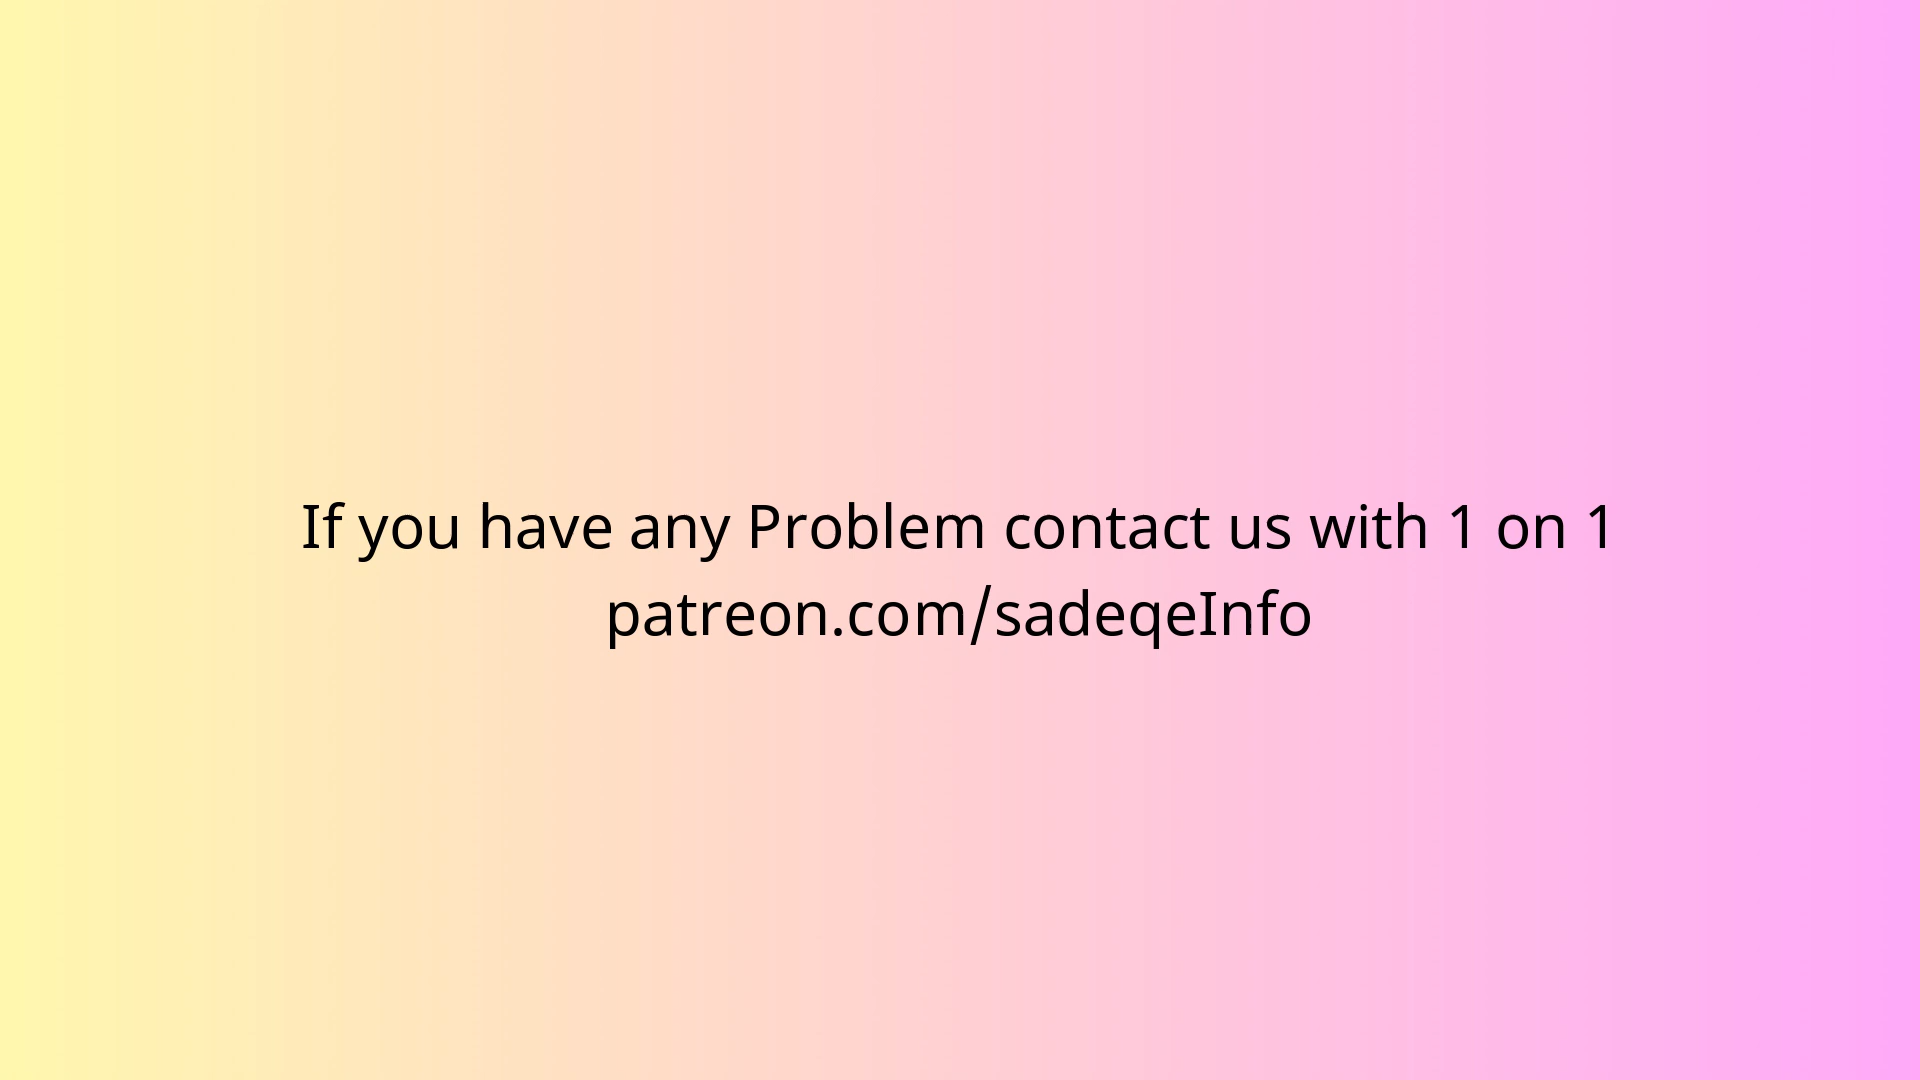 If you have any Problem contact us with 1 on 1
patreon.com/sadeqeInfo